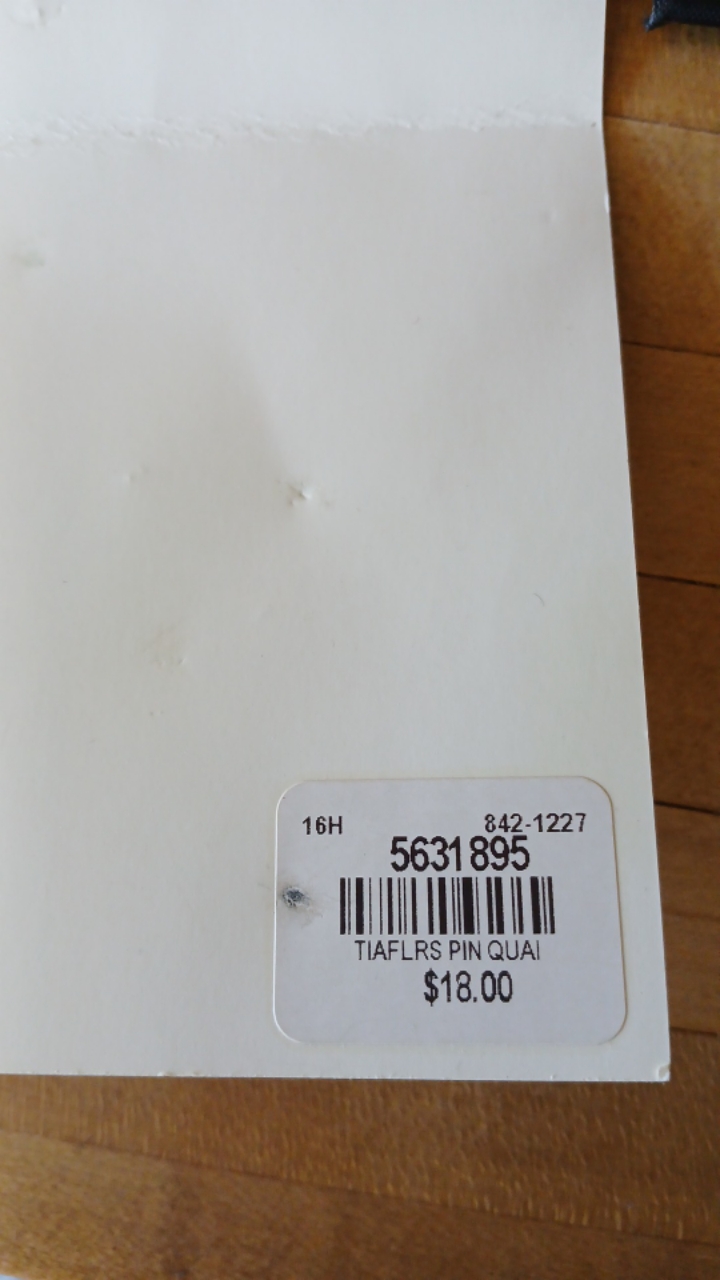 16H 842-1227
5631895
TIAFLRS PIN QUAI
$18.00